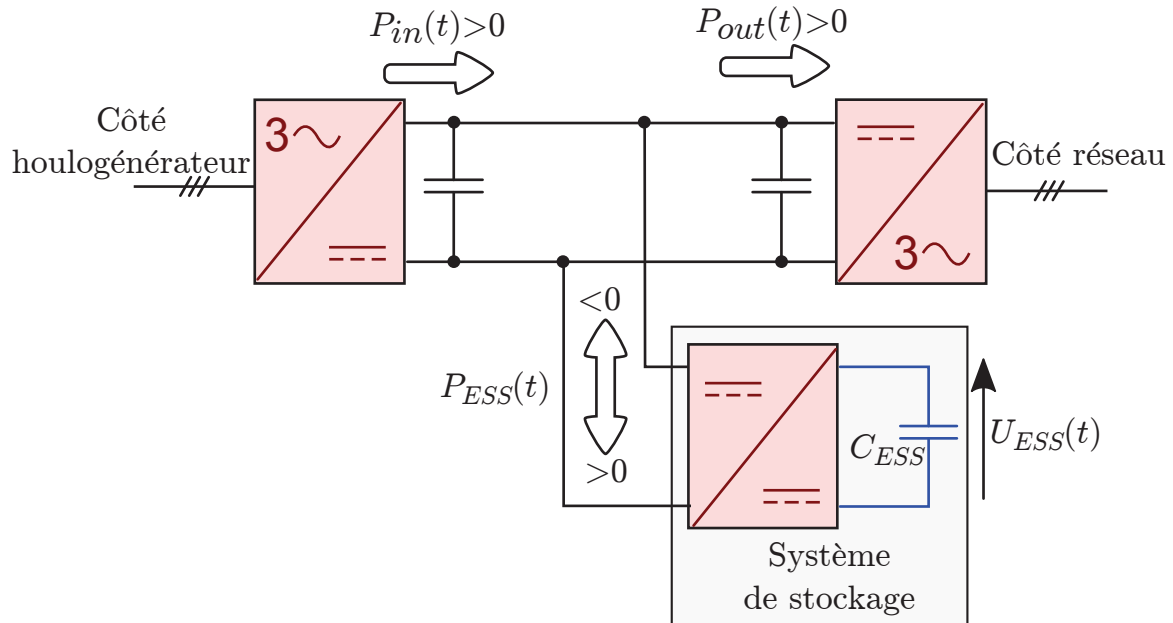 P_in(t)>0
P_out(t)>0
Côté
houlogénérateur
3
3
Côté réseau
<0
P_ESS(t)
>0
C_ESS
U_ESS(t)
Système
de stockage